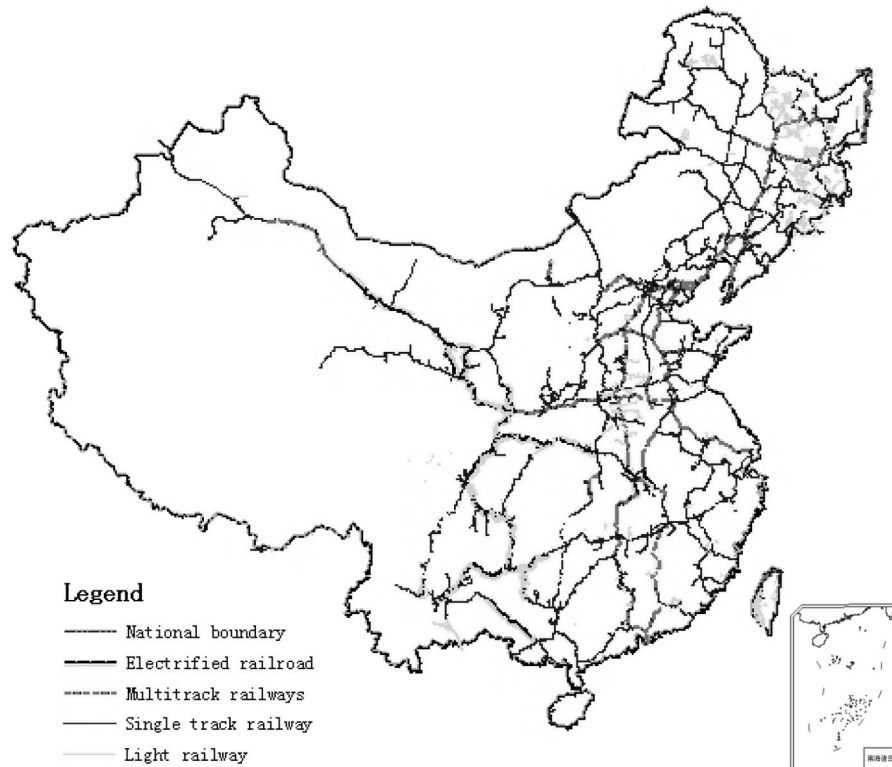 Legend
National boundary
Electrified railroad
Multitrack railways
Single track railway
Light railway